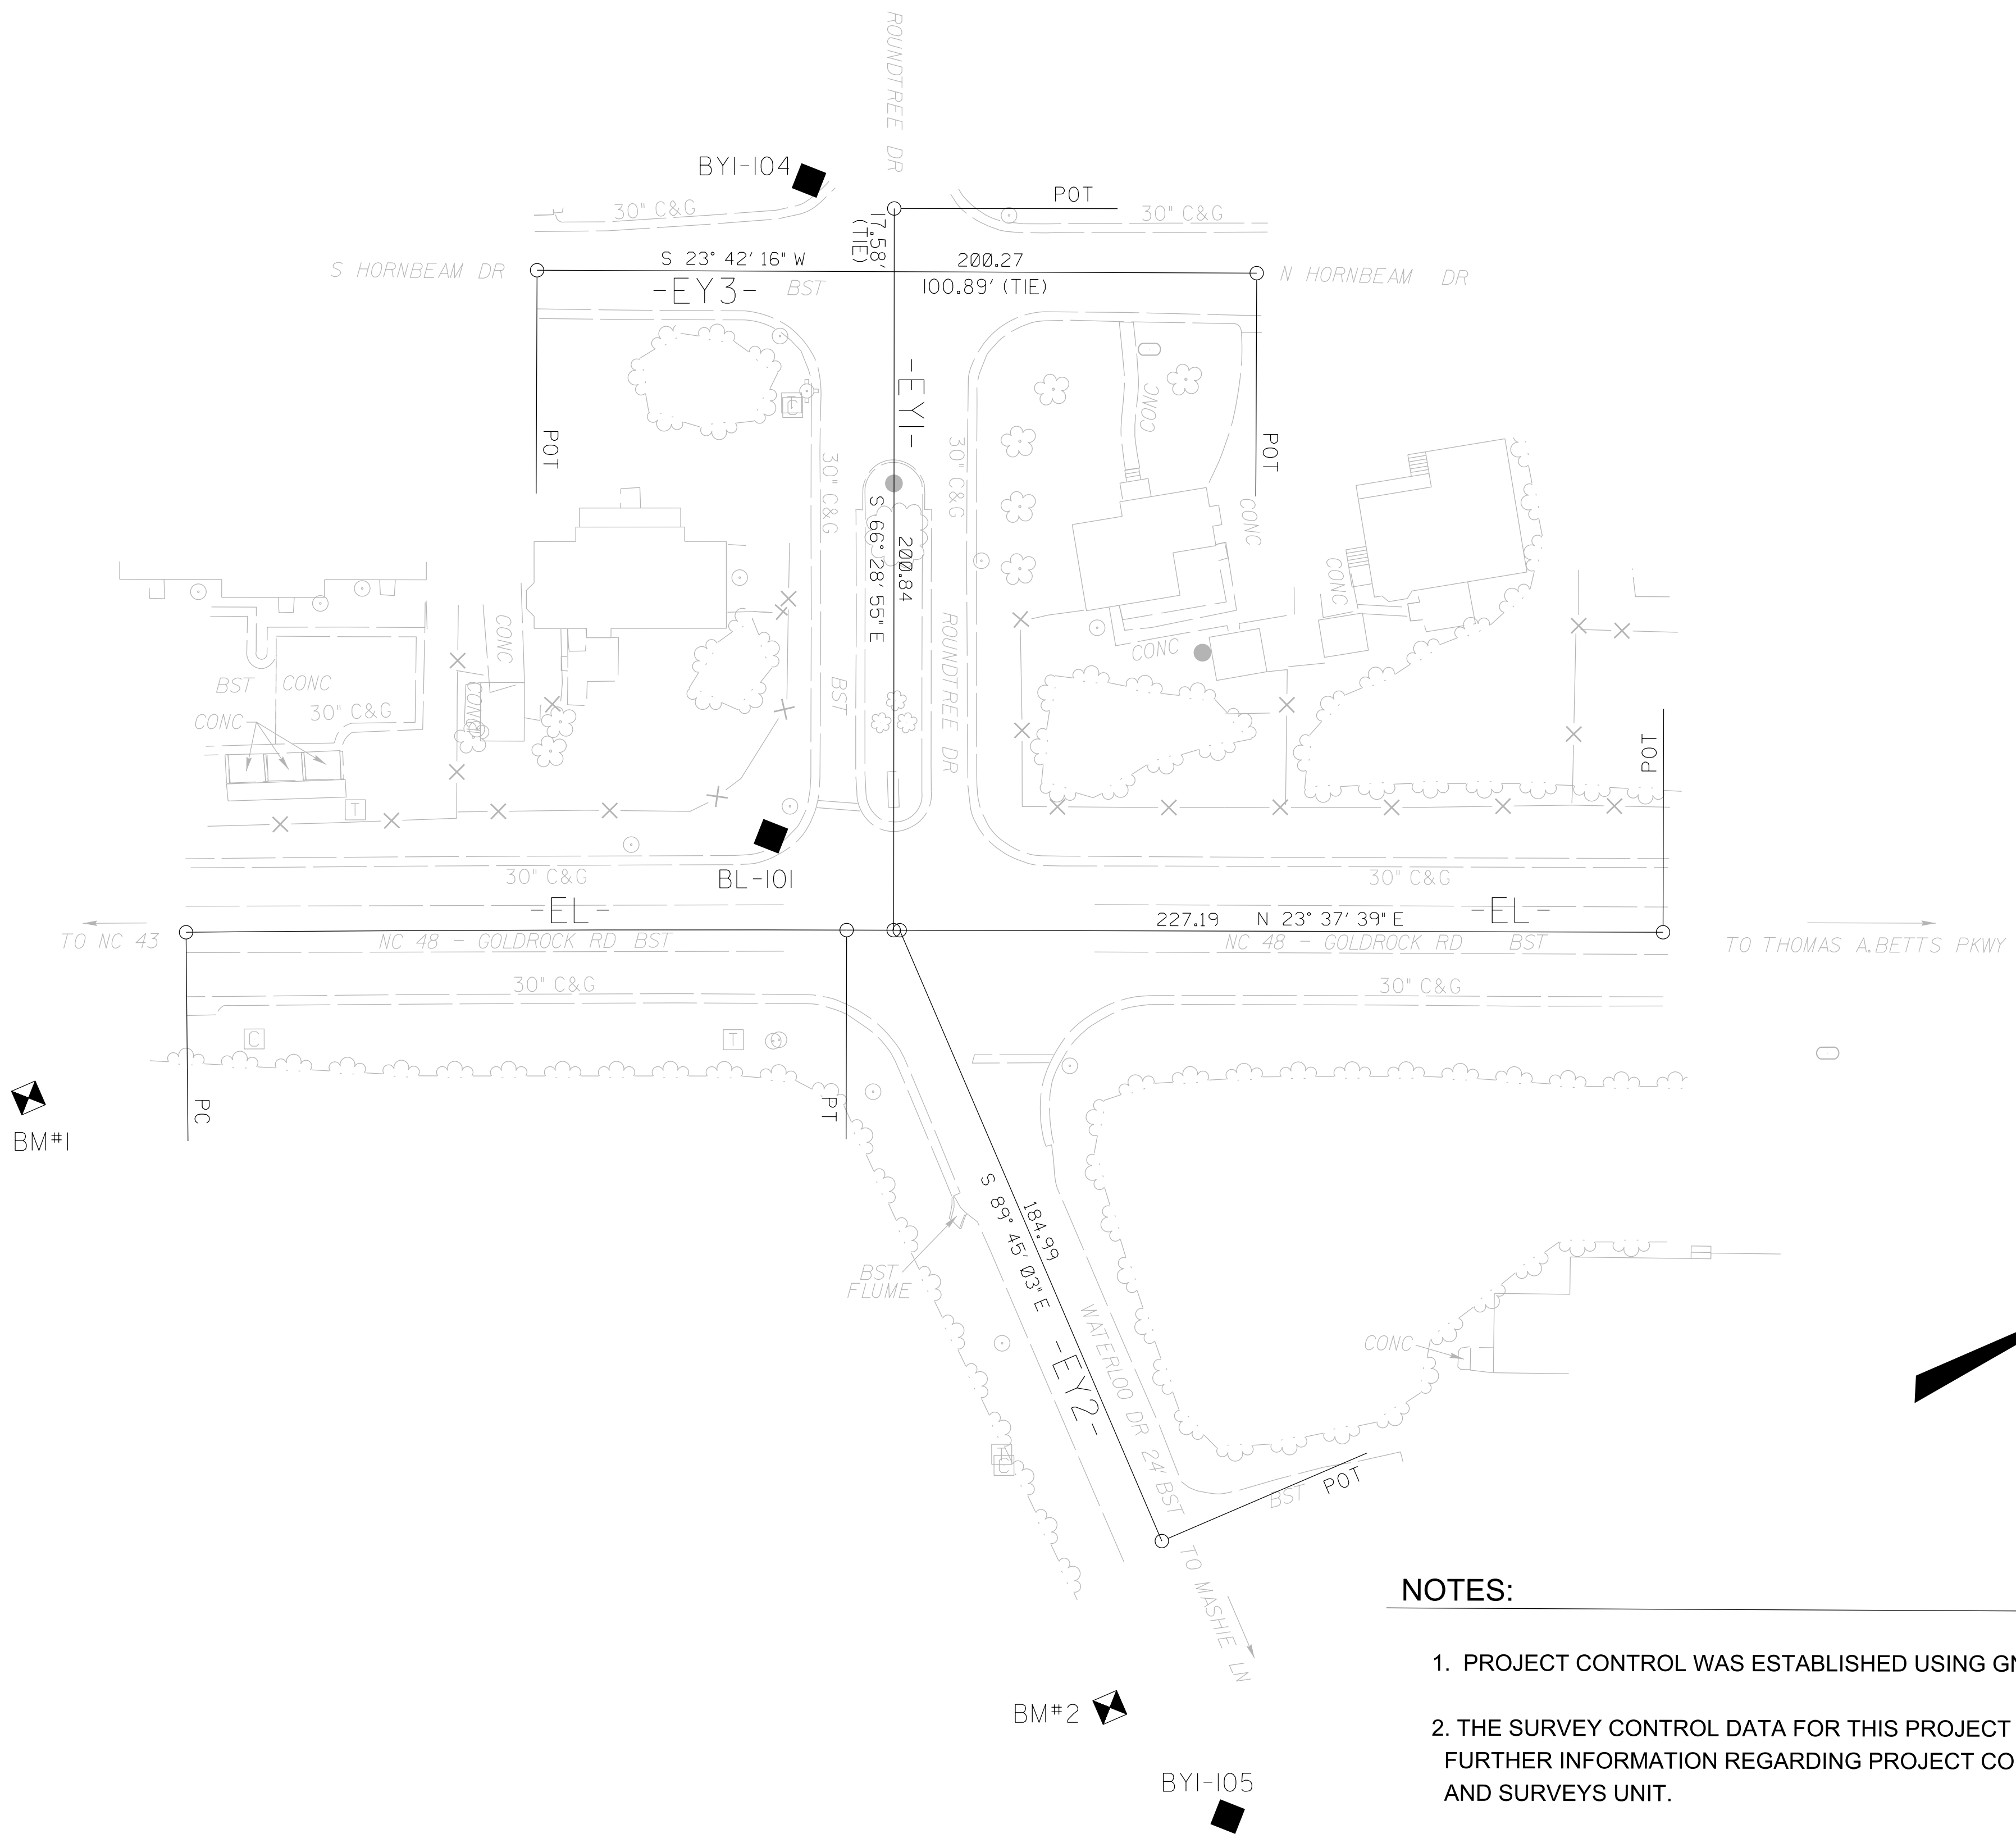 ROUNDTREE DR
BY1-104
POT
30" C&G
30" C&G
17.58'
(TIE)
S HORNBEAM DR
S 23° 42' 16" W
200.27
N HORNBEAM DR
-EY3-
BST
100.89' (TIE)
-EY1-
T
C
CONC
POT
POT
30" C&G
30" C&G
S 66° 28' 55" E
200.84
CONC
CONC
CONC
ROUNDTREE DR
CONC
BST
BST CONC
CONC
30" C&G
CONC
POT
T
BL-101
30" C&G
30" C&G
-EL-
227.19 N 23° 37' 39" E
-EL-
TO NC 43
NC 48 - GOLDROCK RD BST
NC 48 - GOLDROCK RD BST
TO THOMAS A.BETTS PKWY
30" C&G
30" C&G
C
T
PC
PT
BM#1
184.99
S 89° 45' 03" E
BST
FLUME
-EY2-
WATERLOO DR 24' BST
CONC
T
C
BST
POT
TO MASHIE LN
NOTES:
1. PROJECT CONTROL WAS ESTABLISHED USING
2. THE SURVEY CONTROL DATA FOR THIS PROJECT
FURTHER INFORMATION REGARDING PROJECT
AND SURVEYS UNIT.
BM#2
BY1-105